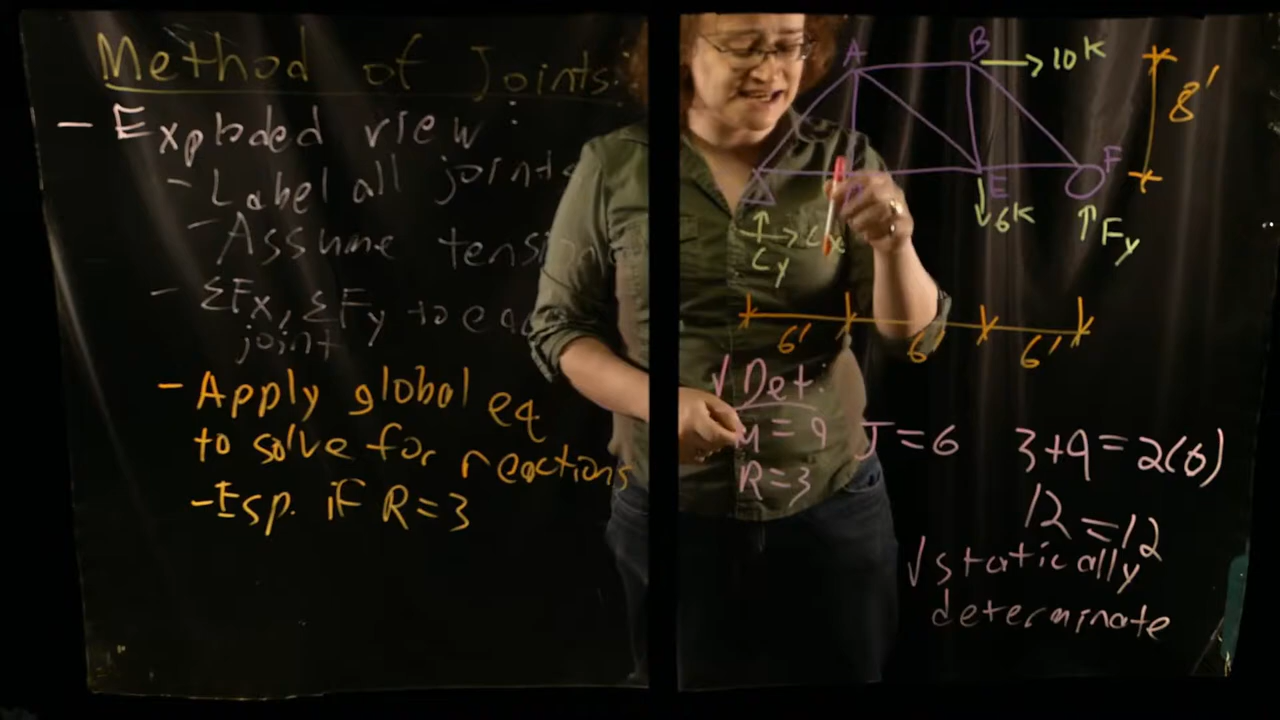 Method of Joints:
- Exploded view:
- Label all joints
- Assume tension
- ΣFx, ΣFy to
joint
- Apply global eq
to solve for reactions
- Esp. if R=3
A
B
10K
8'
F
E
6K
Fy
Cy
6'
6'
6'
√ Det.
M = 9
J = 6
3+9=2(6)
R=3
12=12
√ statically
determinate